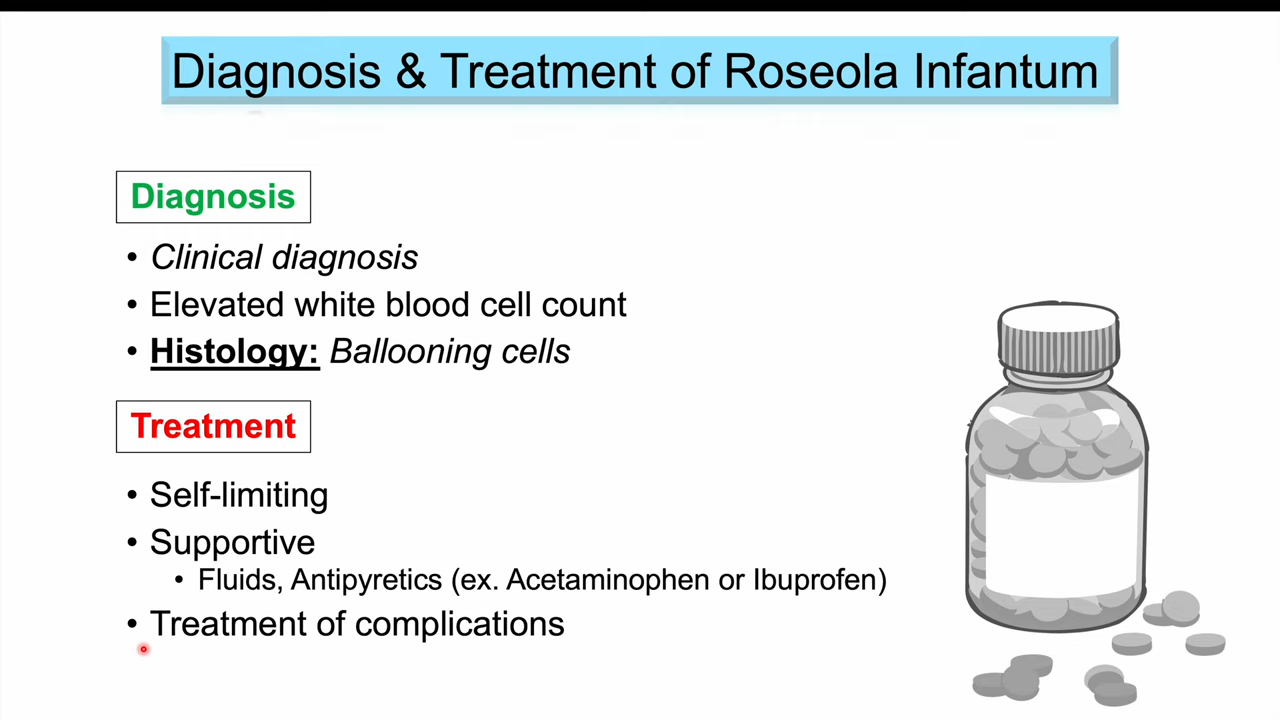 Diagnosis & Treatment of Roseola Infantum
Diagnosis
• Clinical diagnosis
• Elevated white blood cell count
• Histology: Ballooning cells
Treatment
• Self-limiting
• Supportive
• Fluids, Antipyretics (ex. Acetaminophen or Ibuprofen)
• Treatment of complications